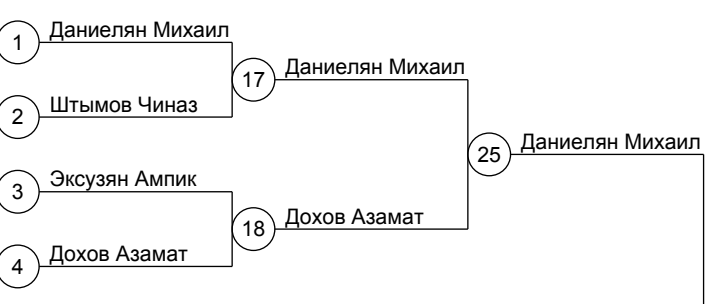 1 Даниелян Михаил
17 Даниелян Михаил
2 Штымов Чиназ
25 Даниелян Михаил
3 Эксузян Ампик
18 Дохов Азамат
4 Дохов Азамат